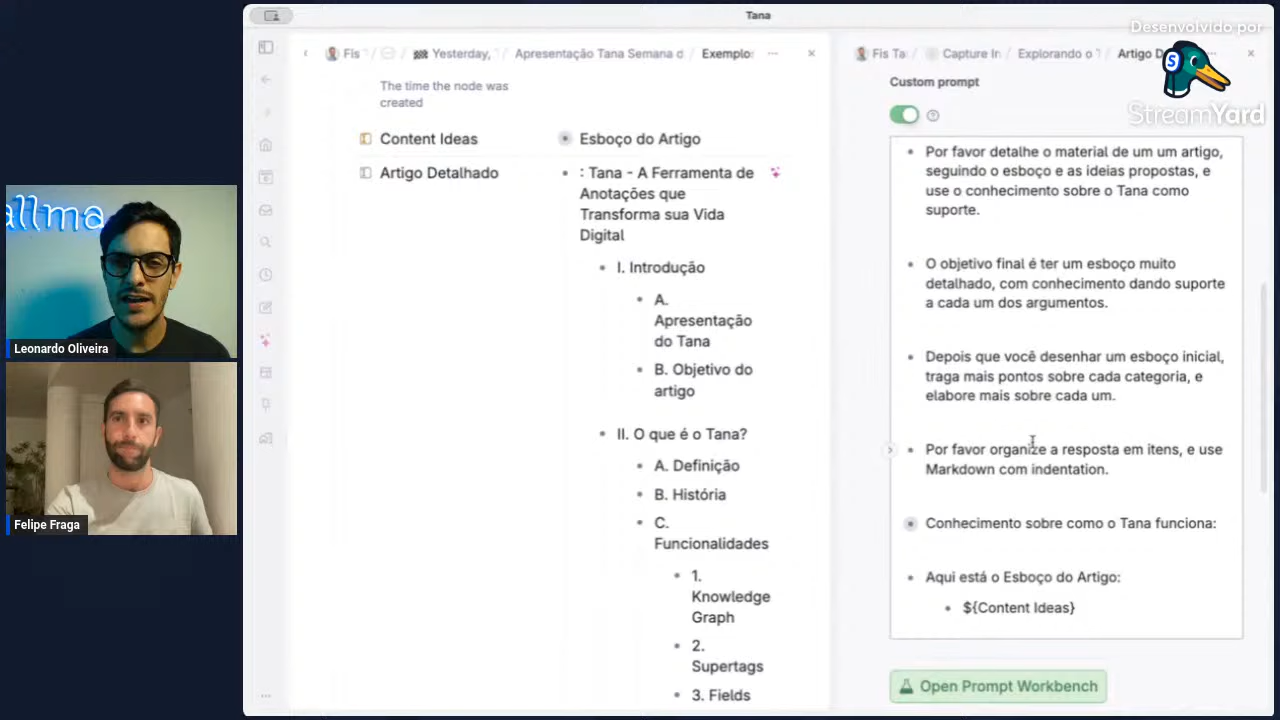 Tana
Desenvolvido por
StreamYard
Fis
Yesterday,
Apresentação Tana Semana d
Exemplo
Fis Ta
Capture In
Explorando o
Artigo D
The time the node was
created
Content Ideas
Esboço do Artigo
Artigo Detalhado
: Tana - A Ferramenta de
Anotações que
Transforma sua Vida
Digital
I. Introdução
A.
Apresentação
do Tana
B. Objetivo do
artigo
II. O que é o Tana?
A. Definição
B. História
C.
Funcionalidades
1.
Knowledge
Graph
2.
Supertags
3. Fields
Custom prompt
Por favor detalhe o material de um um artigo,
seguindo o esboço e as ideias propostas, e
use o conhecimento sobre o Tana como
suporte.
O objetivo final é ter um esboço muito
detalhado, com conhecimento dando suporte
a cada um dos argumentos.
Depois que você desenhar um esboço inicial,
traga mais pontos sobre cada categoria, e
elabore mais sobre cada um.
Por favor organize a resposta em itens, e use
Markdown com indentation.
Conhecimento sobre como o Tana funciona:
Aqui está o Esboço do Artigo:
${Content Ideas}
Open Prompt Workbench
allma
Leonardo Oliveira
Felipe Fraga